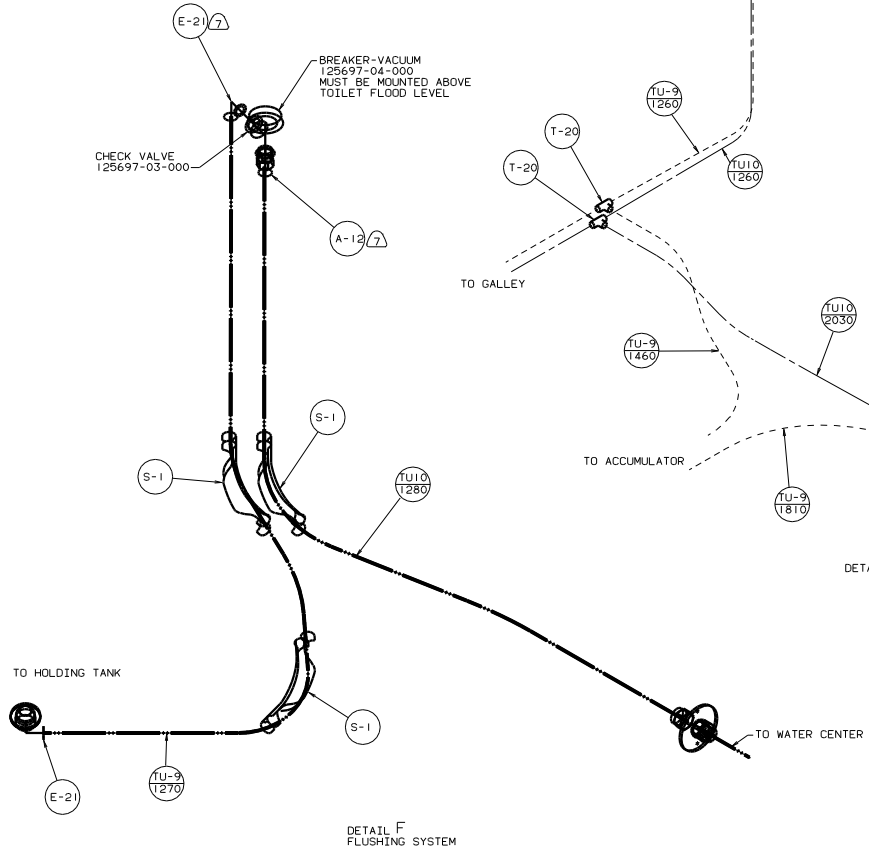 E-21 7
BREAKER-VACUUM
125697-04-000
MUST BE MOUNTED ABOVE
TOILET FLOOD LEVEL
CHECK VALVE
125697-03-000
A-12 7
TU-9
1260
T-20
T-20
TU10
1260
TO GALLEY
TU10
2030
TU-9
1460
TO ACCUMULATOR
TU-9
1810
S-1
S-1
TU10
1280
DETA
TO HOLDING TANK
S-1
TO WATER CENTER
TU-9
1270
E-21
DETAIL F
FLUSHING SYSTEM